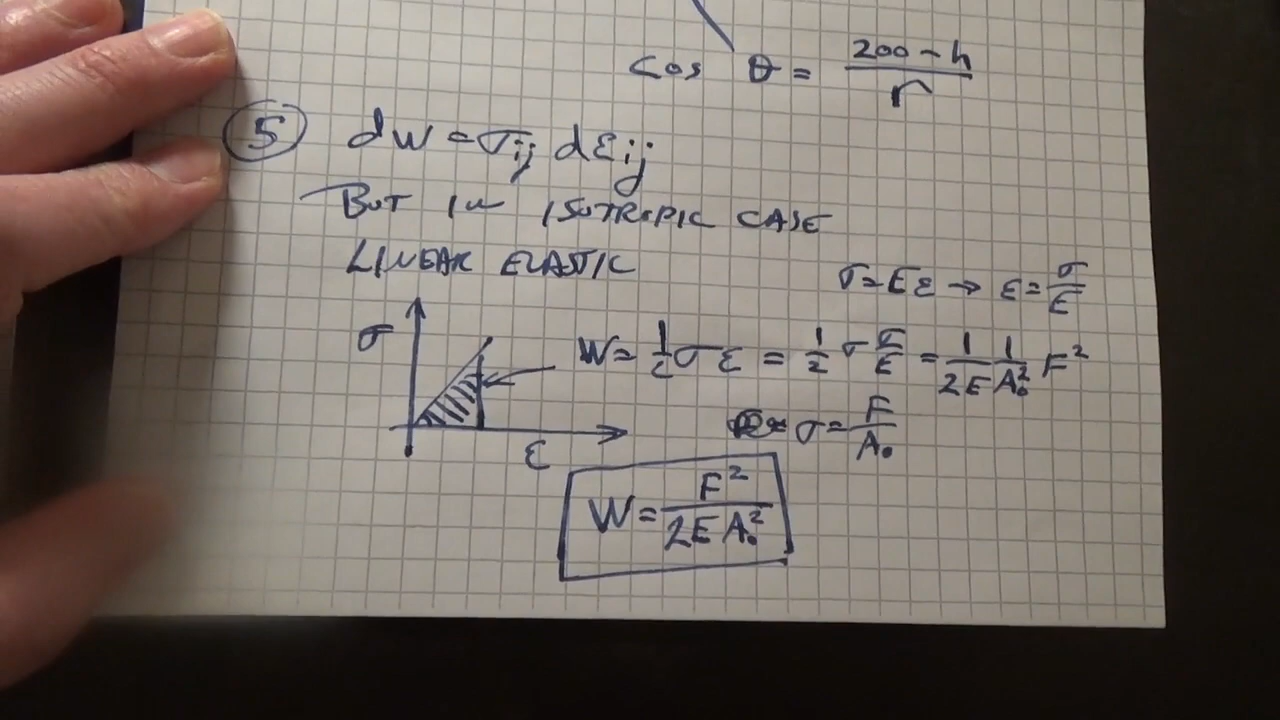 cos θ = (200-h)/r
5 dW = σij dεij
BUT IN ISOTROPIC CASE
LINEAR ELASTIC
σ=Eε → ε=σ/E
σ
W= 1/2 σ ε = 1/2 σ σ/E = 1/2E 1/A₀² F²
σ=F/A₀
ε
W=F²/2EA₀²